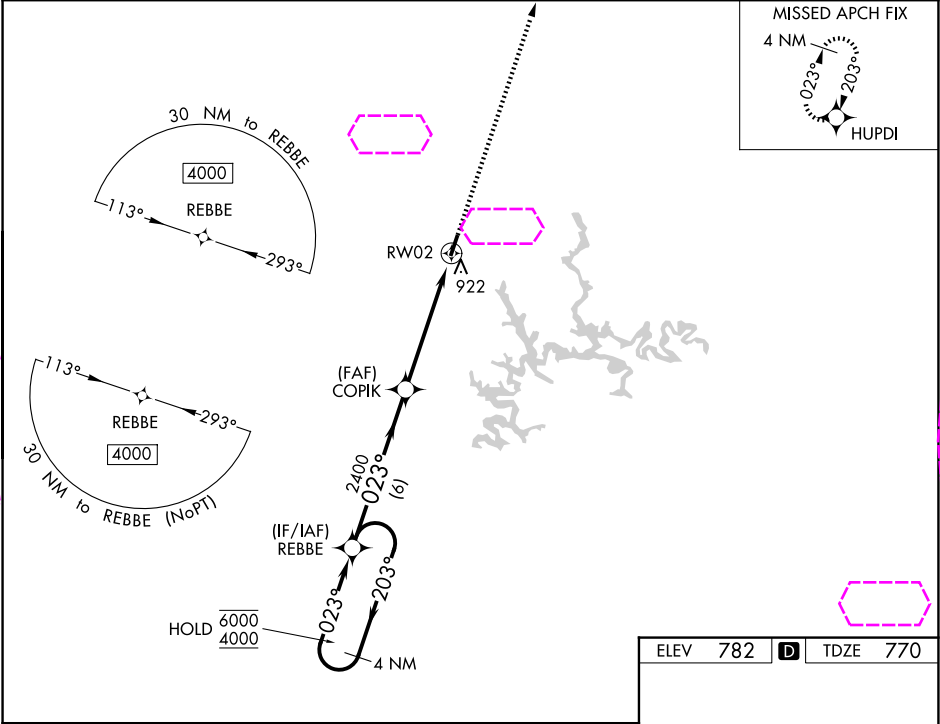 MISSED APCH FIX
4 NM
023°
203°
HUPDI
30 NM to REBBE
4000
REBBE
113°
293°
RW02
922
113°
293°
REBBE
4000
30 NM to REBBE (NoPT)
(FAF)
COPIK
2400
023°
(6)
(IF/IAF)
REBBE
023°
203°
HOLD
6000
4000
4 NM
ELEV 782 D TDZE 770